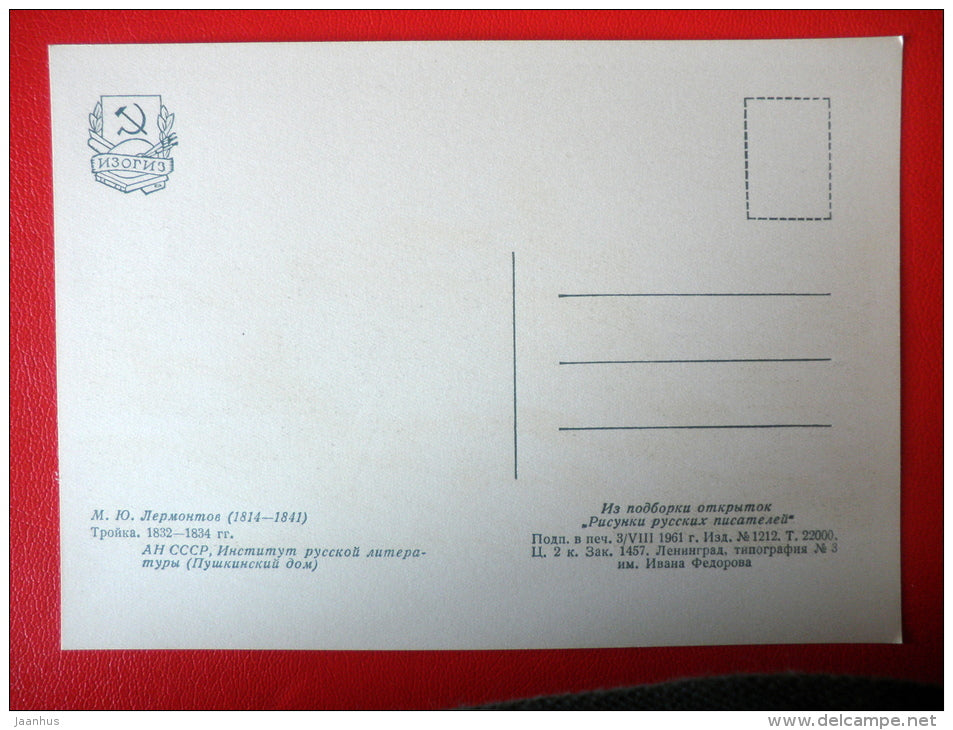 ИЗОГИЗ
М. Ю. Лермонтов (1814—1841)
Тройка. 1832—1834 гг.
АН СССР, Институт русской литера-
туры (Пушкинский дом)
Из подборки открыток
„Рисунки русских писателей“
Подп. в печ. 3/VIII 1961 г. Изд. № 1212. Т. 22000.
Ц. 2 к. Зак. 1457. Ленинград, типография № 3
им. Ивана Федорова
Jaanhus
www.delcampe.net